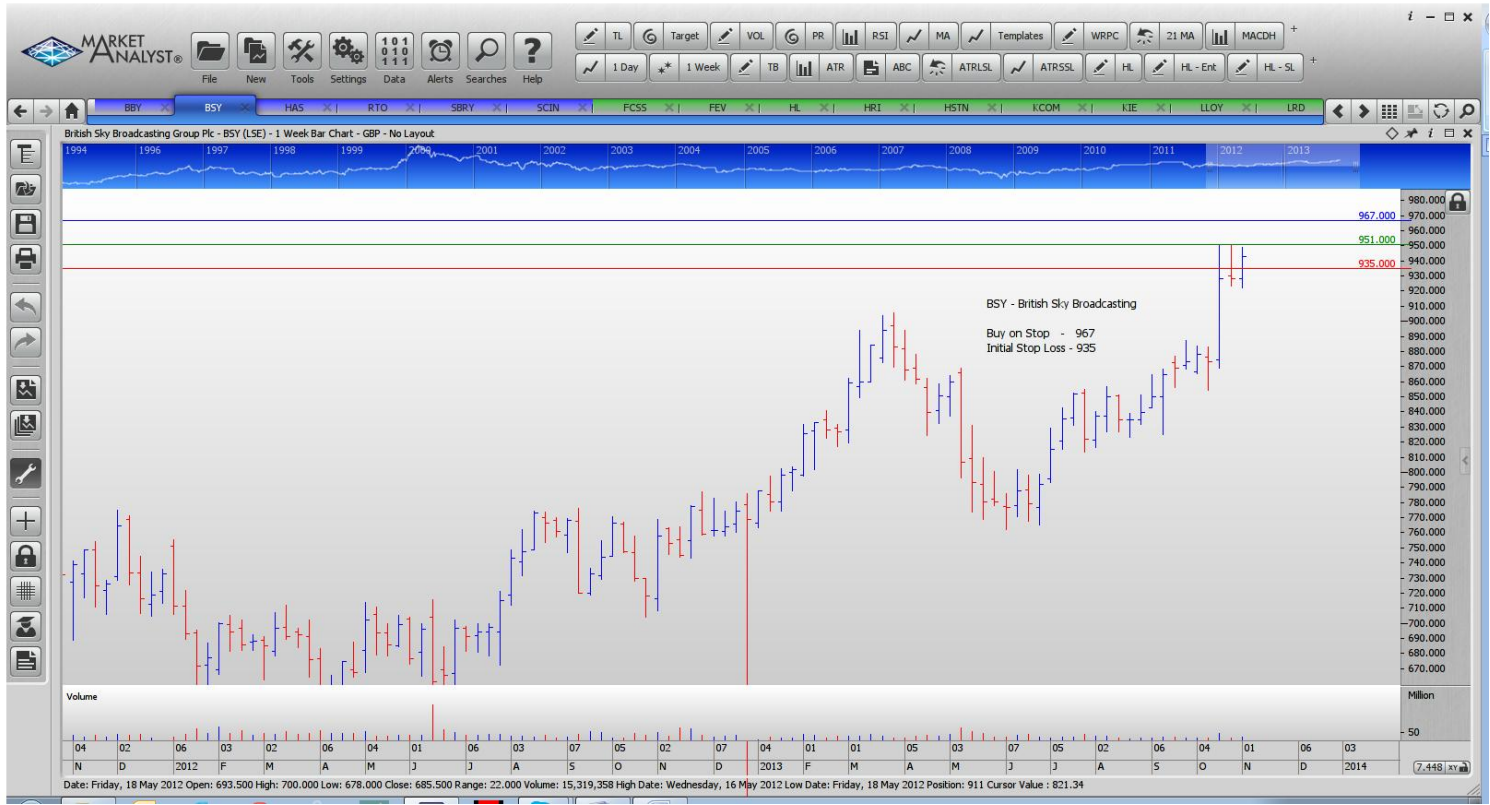 i
MARKET ANALYST®
File New Tools Settings Data Alerts Searches Help
TL Target VOL PR RSI MA Templates WRPC 21 MA MACDH +
1 Day 1 Week TB ATR ABC ATRLSL ATRSSL HL HL - Ent HL - SL +
BBY BSY HAS RTO SBRY SCIN FCSS FEV HL HRI HSTN KCOM KIE LLOY LRD
British Sky Broadcasting Group Plc - BSY (LSE) - 1 Week Bar Chart - GBP - No Layout
1994 1996 1997 1998 1999 2000 2001 2002 2003 2004 2005 2006 2007 2008 2009 2010 2011 2012 2013
980.000
967.000
970.000
960.000
951.000
950.000
940.000
935.000
930.000
920.000
BSY - British Sky Broadcasting
910.000
900.000
Buy on Stop - 967
890.000
Initial Stop Loss - 935
880.000
870.000
860.000
850.000
840.000
830.000
820.000
810.000
800.000
790.000
780.000
770.000
760.000
750.000
740.000
730.000
720.000
710.000
700.000
690.000
680.000
670.000
Volume
Million
50
04 02 06 03 02 06 04 01 06 03 07 05 02 07 04 01 01 05 03 07 05 02 06 04 01 06 03
N D 2012 F M A M J J A S O N D 2013 F M A M J J A S O N D 2014
7.448 XY
Date: Friday, 18 May 2012 Open: 693.500 High: 700.000 Low: 678.000 Close: 685.500 Range: 22.000 Volume: 15,319,358 High Date: Wednesday, 16 May 2012 Low Date: Friday, 18 May 2012 Position: 911 Cursor Value : 821.34